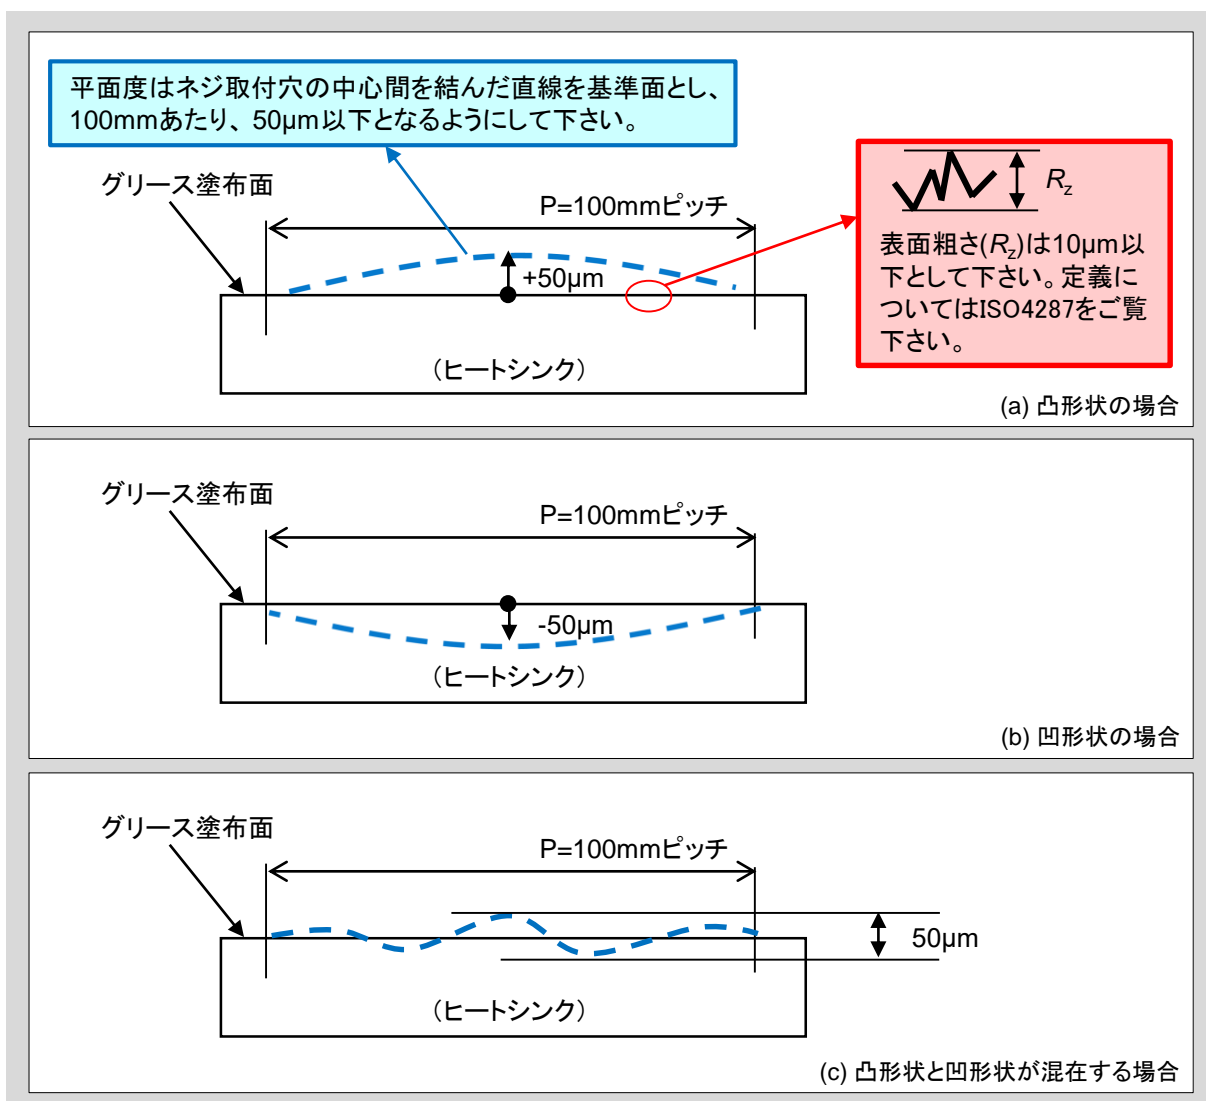 平面度はネジ取付穴の中心間を結んだ直線を基準面とし、
100mmあたり、50μm以下となるようにして下さい。
グリース塗布面
P=100mmピッチ
+50μm
Rz
表面粗さ(Rz)は10μm以
下として下さい。定義に
ついてはISO4287をご覧
下さい。
（ヒートシンク）
(a) 凸形状の場合
グリース塗布面
P=100mmピッチ
-50μm
（ヒートシンク）
(b) 凹形状の場合
グリース塗布面
P=100mmピッチ
50μm
（ヒートシンク）
(c) 凸形状と凹形状が混在する場合